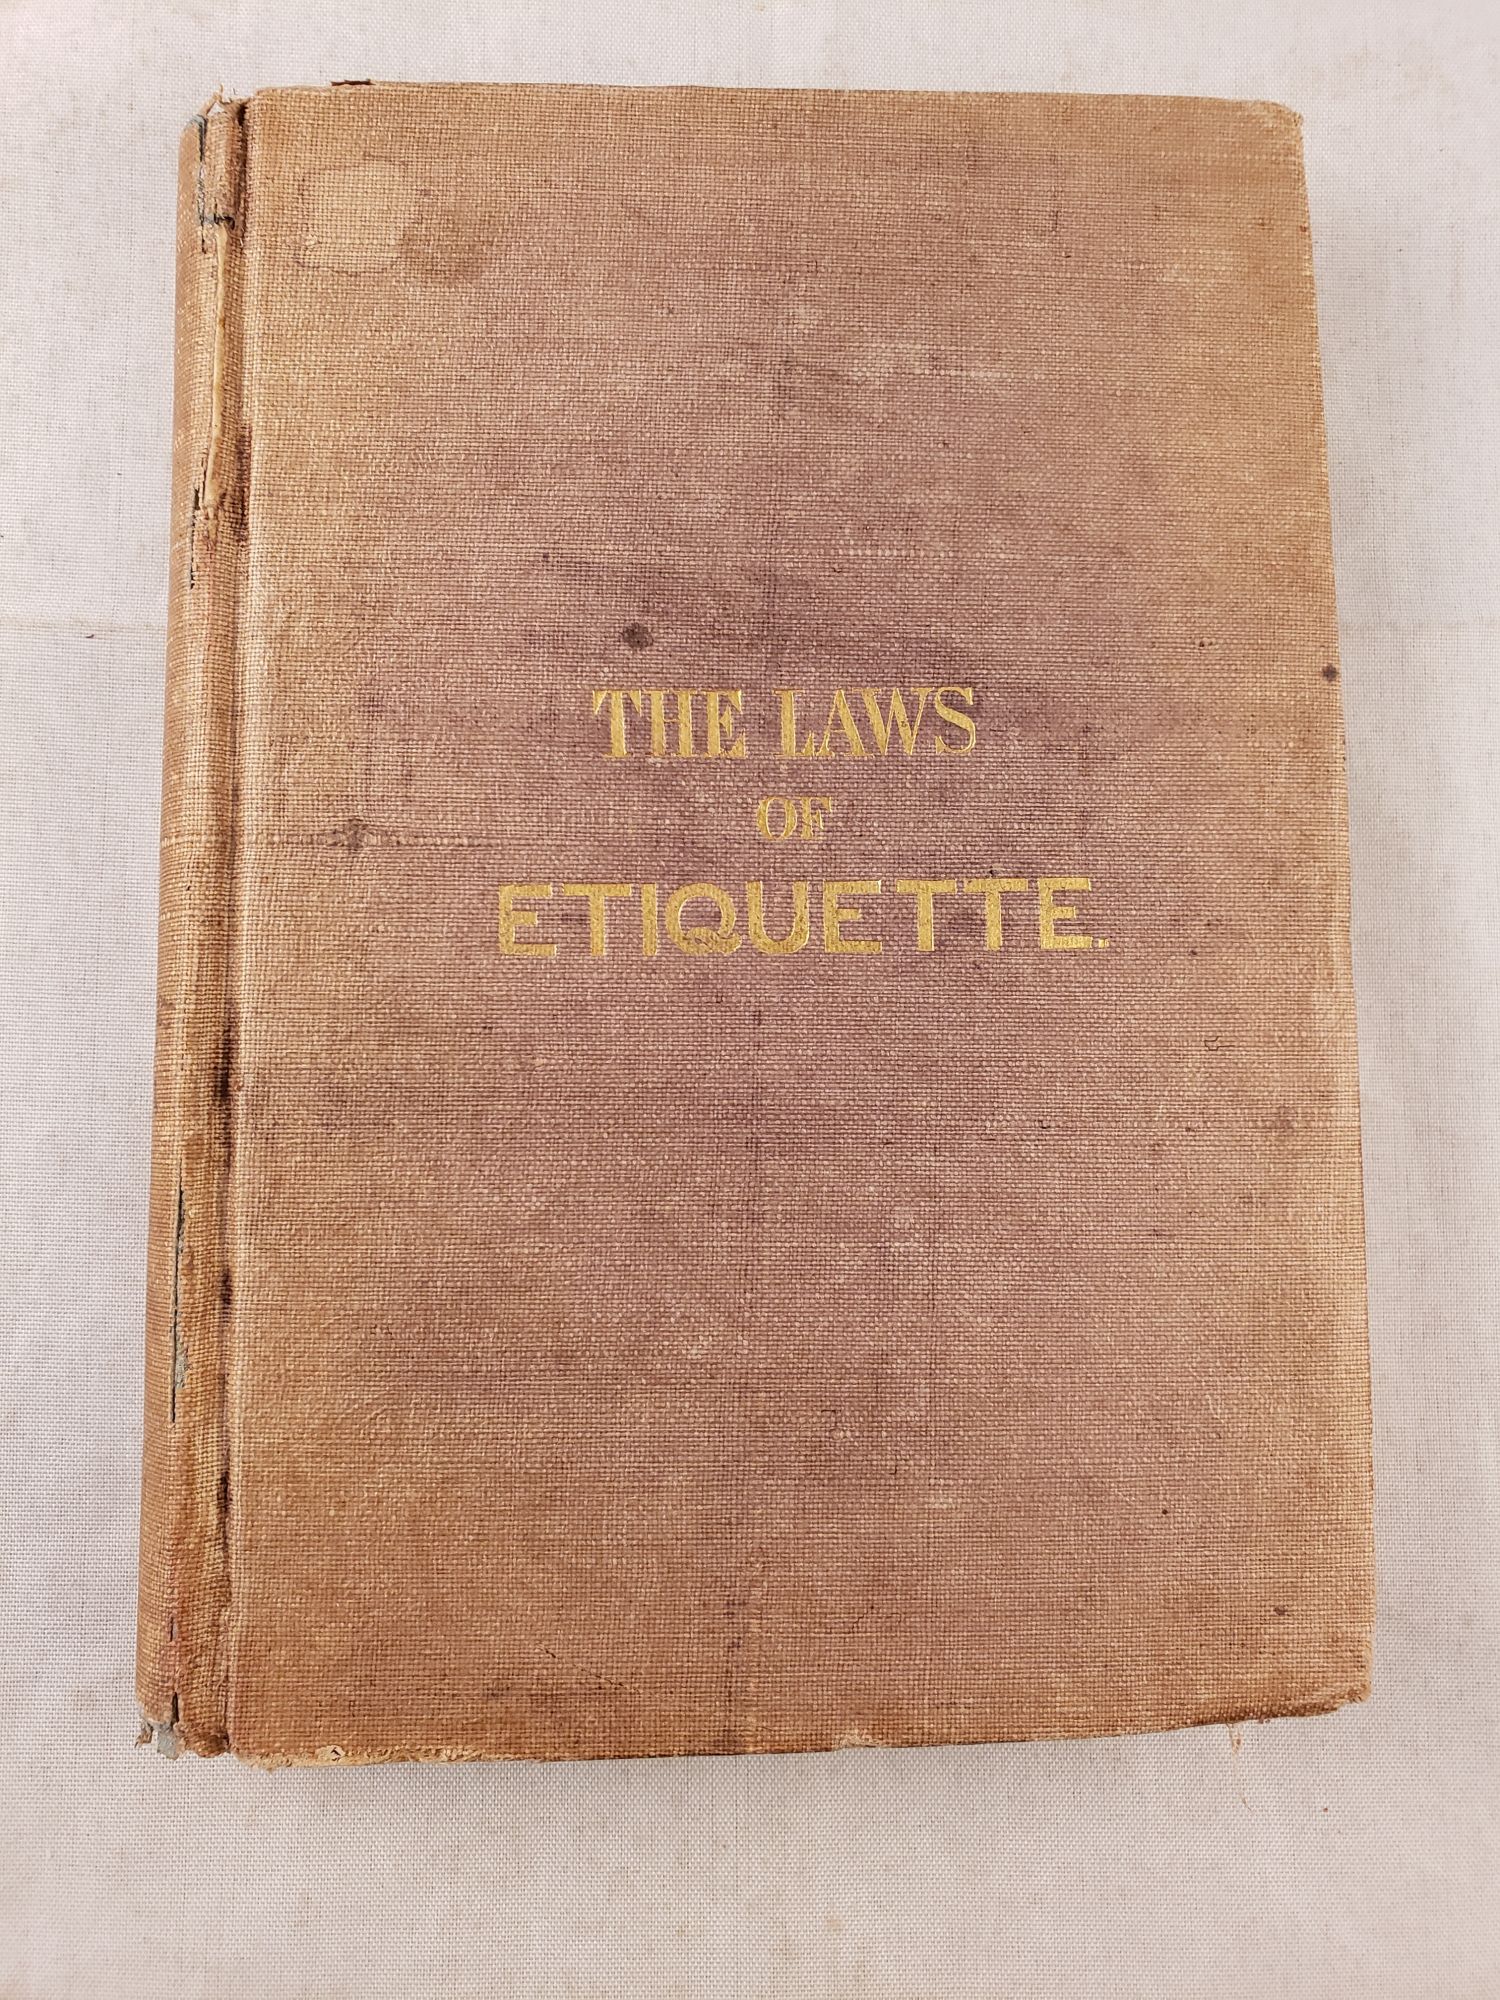 THE LAWS
OF
ETIQUETTE.